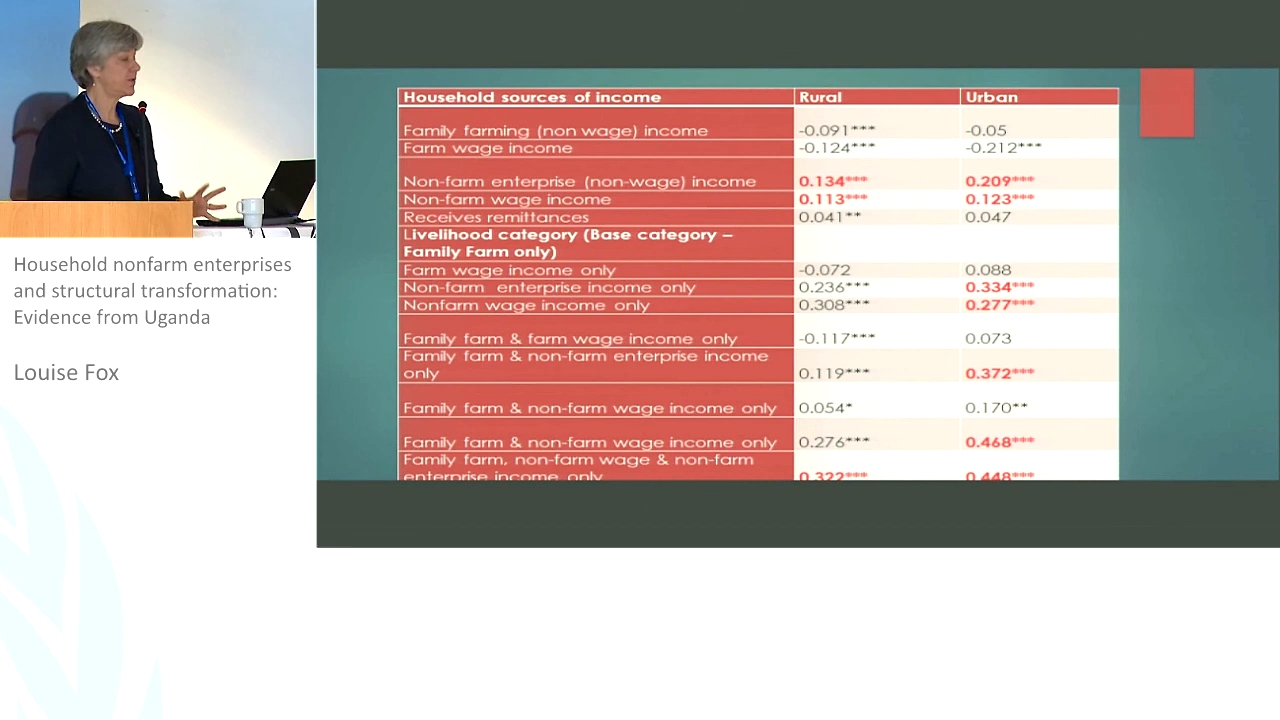 Household nonfarm enterprises
and structural transformation:
Evidence from Uganda
Louise Fox
Household sources of income Rural Urban
Family farming (non wage) income -0.091*** -0.05
Farm wage income -0.124*** -0.212***
Non-farm enterprise (non-wage) income 0.134*** 0.209***
Non-farm wage income 0.113*** 0.123***
Receives remittances 0.041** 0.047
Livelihood category (Base category –
Family Farm only)
Farm wage income only -0.072 0.088
Non-farm enterprise income only 0.236*** 0.334***
Nonfarm wage income only 0.308*** 0.277***
Family farm & farm wage income only -0.117*** 0.073
Family farm & non-farm enterprise income
only 0.119*** 0.372***
Family farm & non-farm wage income only 0.054* 0.170**
Family farm & non-farm wage income only 0.276*** 0.468***
Family farm, non-farm wage & non-farm
enterprise income only 0.322*** 0.448***